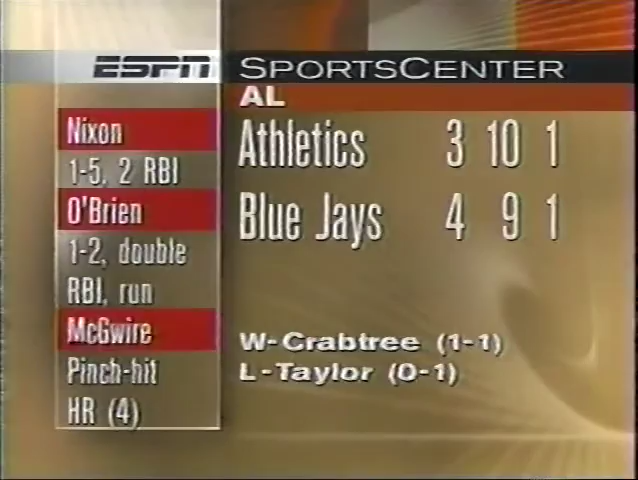 ESPN SPORTSCENTER
AL
Athletics 3 10 1
Blue Jays 4 9 1
W-Crabtree (1-1)
L-Taylor (0-1)
Nixon
1-5, 2 RBI
O'Brien
1-2, double
RBI, run
McGwire
Pinch-hit
HR (4)